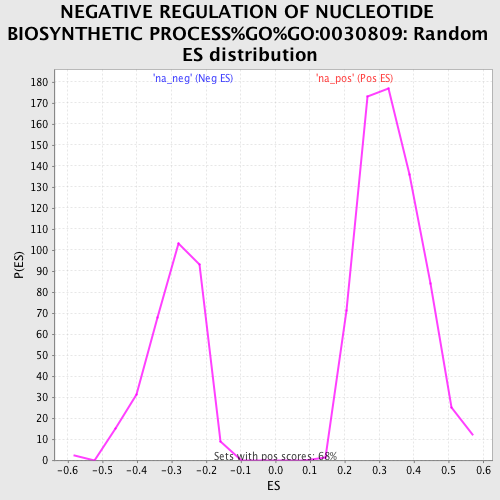 NEGATIVE REGULATION OF NUCLEOTIDE
BIOSYNTHETIC PROCESS%GO%GO:0030809: Random
ES distribution
'na_neg' (Neg ES)
'na_pos' (Pos ES)
180
170
160
150
140
130
120
110
100
90
80
70
60
50
40
30
20
10
0
P(ES)
Sets with pos scores: 68%
-0.6 -0.5 -0.4 -0.3 -0.2 -0.1 0.0 0.1 0.2 0.3 0.4 0.5 0.6
ES